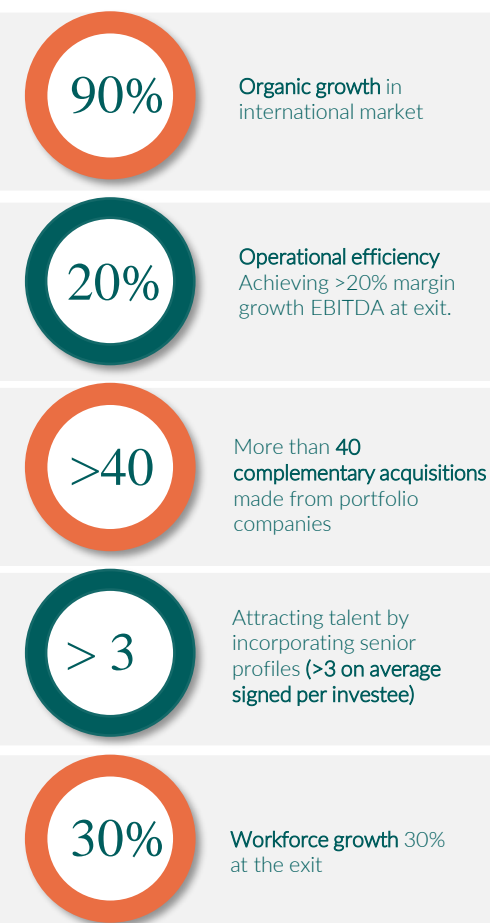 90%
Organic growth in
international market
20%
Operational efficiency
Achieving >20% margin
growth EBITDA at exit.
>40
More than 40
complementary acquisitions
made from portfolio
companies
> 3
Attracting talent by
incorporating senior
profiles (>3 on average
signed per investee)
30%
Workforce growth 30%
at the exit